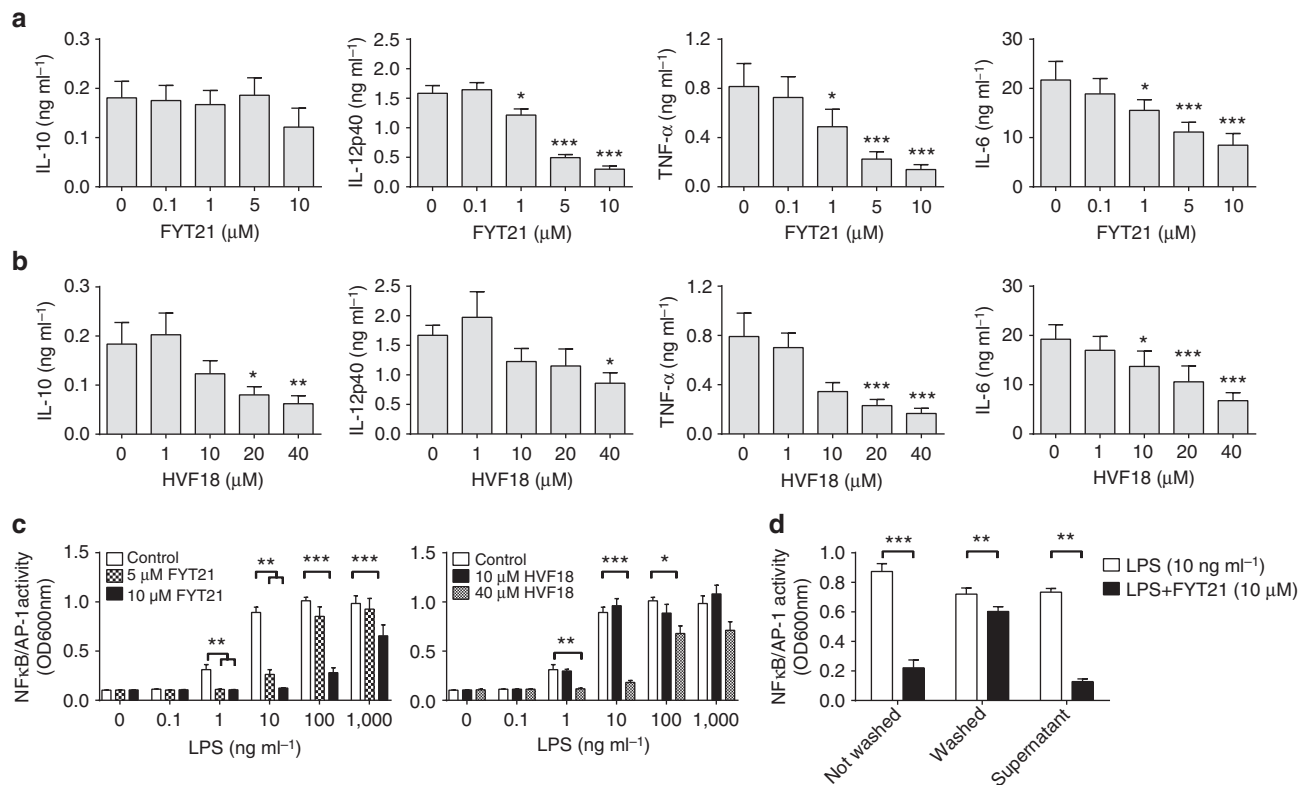 a
IL-10 (ng ml⁻¹)
0.3
0.2
0.1
0.0
0 0.1 1 5 10
FYT21 (μM)
IL-12p40 (ng ml⁻¹)
2.5
2.0
1.5
1.0
0.5
0.0
* *** ***
0 0.1 1 5 10
FYT21 (μM)
TNF-α (ng ml⁻¹)
1.2
0.8
0.4
0.0
* *** ***
0 0.1 1 5 10
FYT21 (μM)
IL-6 (ng ml⁻¹)
30
20
10
0
* *** ***
0 0.1 1 5 10
FYT21 (μM)
b
IL-10 (ng ml⁻¹)
0.3
0.2
0.1
0.0
* **
0 1 10 20 40
HVF18 (μM)
IL-12p40 (ng ml⁻¹)
2.5
2.0
1.5
1.0
0.5
0.0
*
0 1 10 20 40
HVF18 (μM)
TNF-α (ng ml⁻¹)
1.2
0.8
0.4
0.0
*** ***
0 1 10 20 40
HVF18 (μM)
IL-6 (ng ml⁻¹)
30
20
10
0
* *** ***
0 1 10 20 40
HVF18 (μM)
c
NFκB/AP-1activity
(OD600nm)
1.5
1.0
0.5
0.0
Control
5 μM FYT21
10 μM FYT21
** ** *** ***
0 0.1 1 10 100 1,000
LPS (ng ml⁻¹)
1.5
1.0
0.5
0.0
Control
10 μM HVF18
40 μM HVF18
** *** *
0 0.1 1 10 100 1,000
LPS (ng ml⁻¹)
d
NFκB/AP-1 activity
(OD600nm)
1.0
0.8
0.6
0.4
0.2
0.0
*** ** **
LPS (10 ng ml⁻¹)
LPS+FYT21 (10 μM)
Not washed
Washed
Supernatant